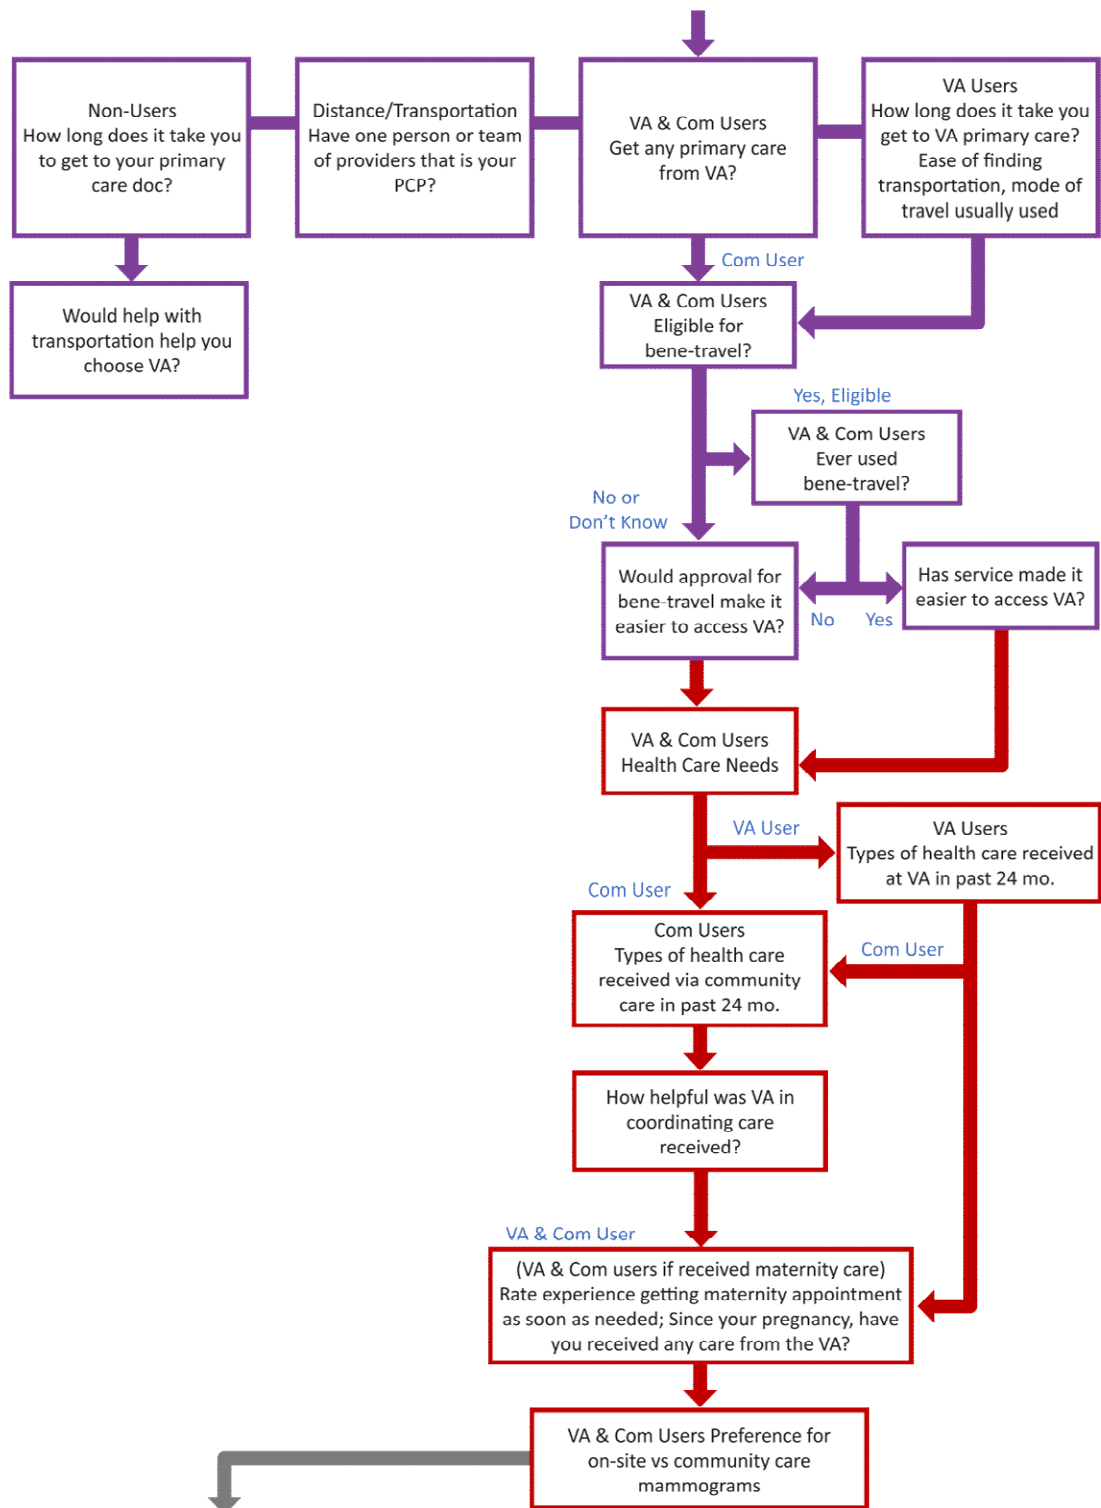 Non-Users
How long does it take you
to get to your primary
care doc?
Distance/Transportation
Have one person or team
of providers that is your
PCP?
VA & Com Users
Get any primary care
from VA?
VA Users
How long does it take you
get to VA primary care?
Ease of finding
transportation, mode of
travel usually used
Com User
Would help with
transportation help you
choose VA?
VA & Com Users
Eligible for
bene-travel?
Yes, Eligible
VA & Com Users
Ever used
bene-travel?
No or
Don't Know
Would approval for
bene-travel make it
easier to access VA?
No
Yes
Has service made it
easier to access VA?
VA & Com Users
Health Care Needs
VA User
VA Users
Types of health care received
at VA in past 24 mo.
Com User
Com Users
Types of health care
received via community
care in past 24 mo.
Com User
How helpful was VA in
coordinating care
received?
VA & Com User
(VA & Com users if received maternity care)
Rate experience getting maternity appointment
as soon as needed; Since your pregnancy, have
you received any care from the VA?
VA & Com Users Preference for
on-site vs community care
mammograms